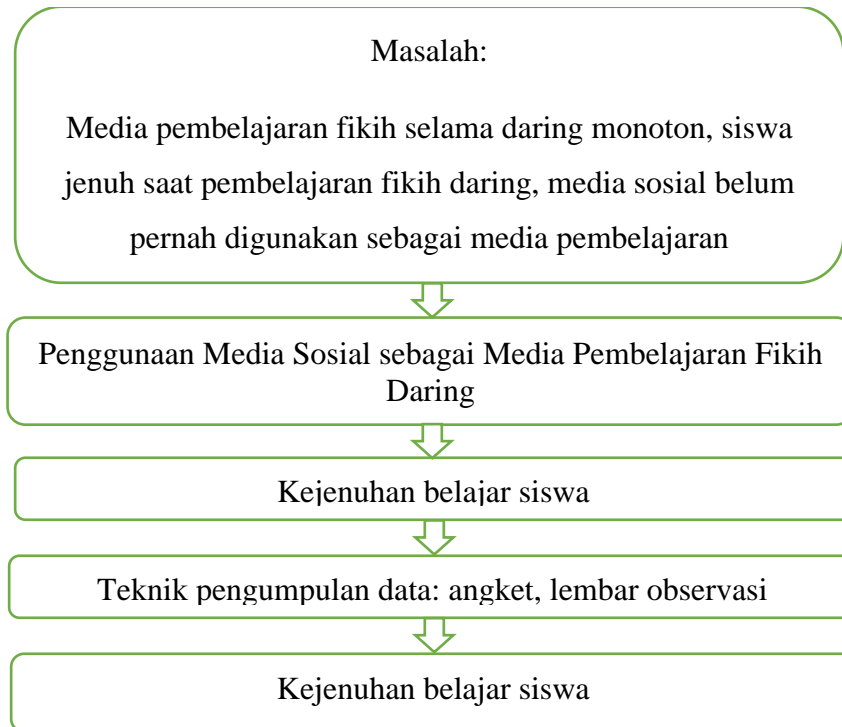 Masalah:
Media pembelajaran fikih selama daring monoton, siswa
jenuh saat pembelajaran fikih daring, media sosial belum
pernah digunakan sebagai media pembelajaran
Penggunaan Media Sosial sebagai Media Pembelajaran Fikih
Daring
Kejenuhan belajar siswa
Teknik pengumpulan data: angket, lembar observasi
Kejenuhan belajar siswa